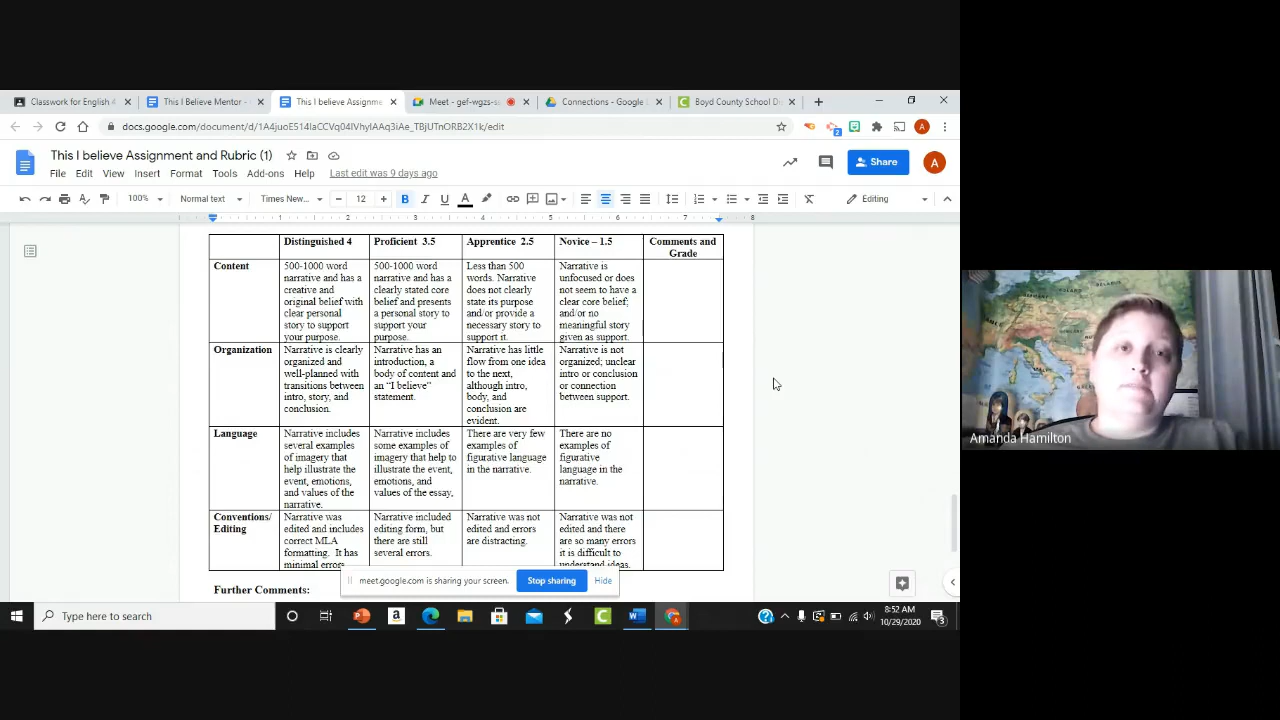 Classwork for English
This I Believe Mentor -
This I believe Assignme
Meet - gef-wgzs-s
Connections - Google
Boyd County School D
docs.google.com/document/d/1A4juoE514laCCVq04IVhyIAAq3iAe_TBjUTnORB2X1k/edit
This I believe Assignment and Rubric (1)
File Edit View Insert Format Tools Add-ons Help Last edit was 9 days ago
Share
A
100% Normal text Times New... 12 B I U A Editing
1 2 3 4 5 6 7 8
Distinguished 4 Proficient 3.5 Apprentice 2.5 Novice – 1.5 Comments and
Grade
Content
500-1000 word
narrative and has a
creative and
original belief with
clear personal
story to support
your purpose.
500-1000 word
narrative and has a
clearly stated core
belief and presents
a personal story to
support your
purpose.
Less than 500
words. Narrative
does not clearly
state its purpose
and/or provide a
necessary story to
support it.
Narrative is
unfocused or does
not seem to have a
clear core belief;
and/or no
meaningful story
given as support.
Organization
Narrative is clearly
organized and
well-planned with
transitions between
intro, story, and
conclusion.
Narrative has an
introduction, a
body of content and
an “I believe”
statement.
Narrative has little
flow from one idea
to the next,
although intro,
body, and
conclusion are
evident.
Narrative is not
organized; unclear
intro or conclusion
or connection
between support.
Language
Narrative includes
several examples
of imagery that
help illustrate the
event, emotions,
and values of the
narrative.
Narrative includes
some examples of
imagery that help to
illustrate the event,
emotions, and
values of the essay,
There are very few
examples of
figurative language
in the narrative.
There are no
examples of
figurative
language in the
narrative.
Conventions/
Editing
Narrative was
edited and includes
correct MLA
formatting. It has
minimal errors
Narrative included
editing form, but
there are still
several errors.
Narrative was not
edited and errors
are distracting.
Narrative was not
edited and there
are so many errors
it is difficult to
understand ideas.
Further Comments:
meet.google.com is sharing your screen.
Stop sharing
Hide
Type here to search
8:52 AM
10/29/2020
Amanda Hamilton